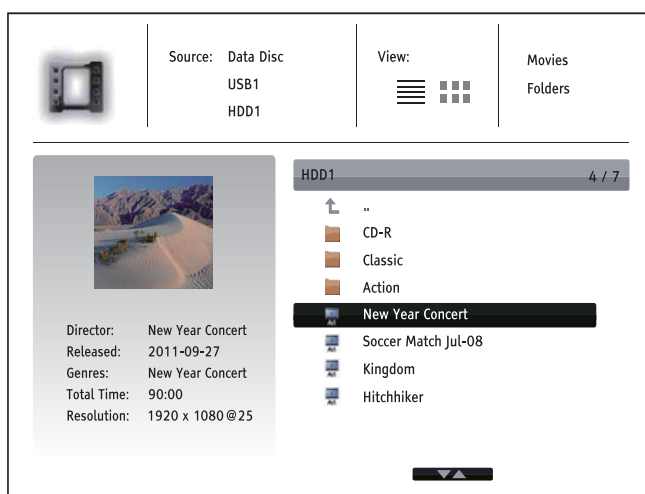 Source: Data Disc
USB1
HDD1
View:
Movies
Folders
Director: New Year Concert
Released: 2011-09-27
Genres: New Year Concert
Total Time: 90:00
Resolution: 1920 x 1080@25
HDD1 4 / 7
..
CD-R
Classic
Action
New Year Concert
Soccer Match Jul-08
Kingdom
Hitchhiker